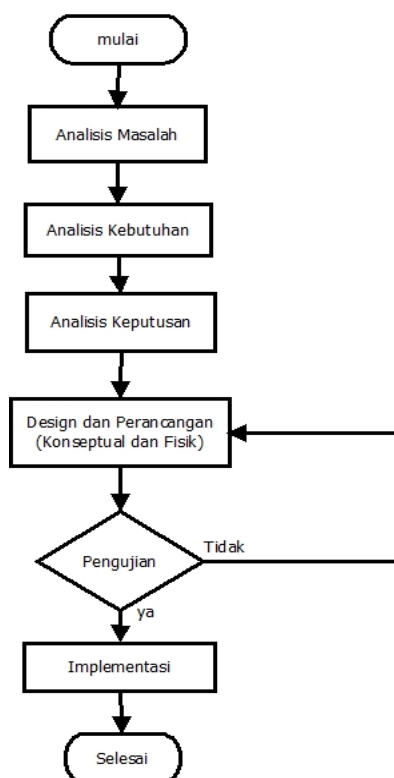 mulai
Analisis Masalah
Analisis Kebutuhan
Analisis Keputusan
Design dan Perancangan
(Konseptual dan Fisik)
Pengujian
Tidak
ya
Implementasi
Selesai